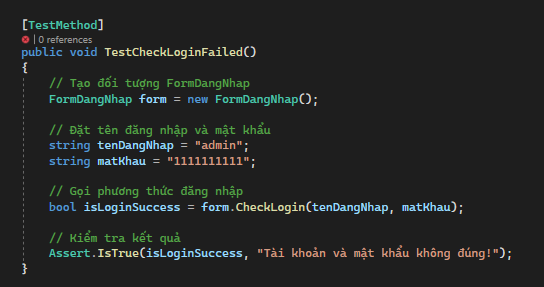 [TestMethod]
| 0 references
public void TestCheckLoginFailed()
{
// Tạo đối tượng FormDangNhap
FormDangNhap form = new FormDangNhap();
// Đặt tên đăng nhập và mật khẩu
string tenDangNhap = "admin";
string matKhau = "1111111111";
// Gọi phương thức đăng nhập
bool isLoginSuccess = form.CheckLogin(tenDangNhap, matKhau);
// Kiểm tra kết quả
Assert.IsTrue(isLoginSuccess, "Tài khoản và mật khẩu không đúng!");
}